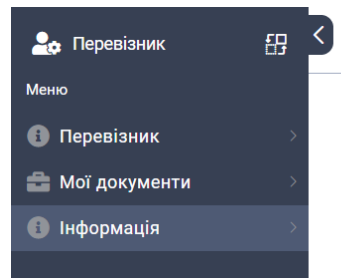 Перевізник
Меню
Перевізник
Мої документи
Інформація